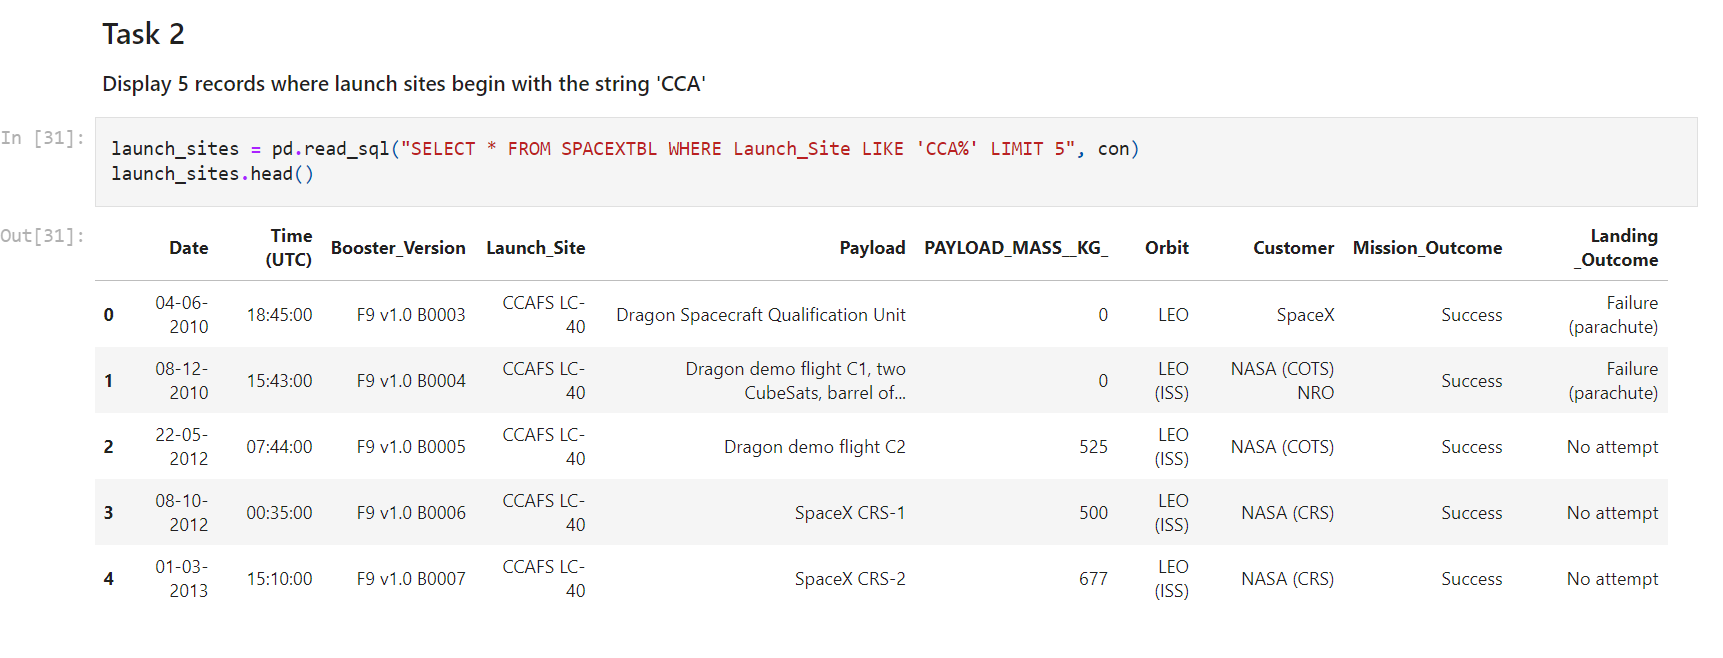 Task 2
Display 5 records where launch sites begin with the string 'CCA'
In [31]:
launch_sites = pd.read_sql("SELECT * FROM SPACEXTBL WHERE Launch_Site LIKE 'CCA%' LIMIT 5", con)
launch_sites.head()
Out[31]:
Date Time (UTC) Booster_Version Launch_Site Payload PAYLOAD_MASS__KG_ Orbit Customer Mission_Outcome Landing _Outcome
0 04-06-2010 18:45:00 F9 v1.0 B0003 CCAFS LC-40 Dragon Spacecraft Qualification Unit 0 LEO SpaceX Success Failure (parachute)
1 08-12-2010 15:43:00 F9 v1.0 B0004 CCAFS LC-40 Dragon demo flight C1, two CubeSats, barrel of... 0 LEO (ISS) NASA (COTS) NRO Success Failure (parachute)
2 22-05-2012 07:44:00 F9 v1.0 B0005 CCAFS LC-40 Dragon demo flight C2 525 LEO (ISS) NASA (COTS) Success No attempt
3 08-10-2012 00:35:00 F9 v1.0 B0006 CCAFS LC-40 SpaceX CRS-1 500 LEO (ISS) NASA (CRS) Success No attempt
4 01-03-2013 15:10:00 F9 v1.0 B0007 CCAFS LC-40 SpaceX CRS-2 677 LEO (ISS) NASA (CRS) Success No attempt